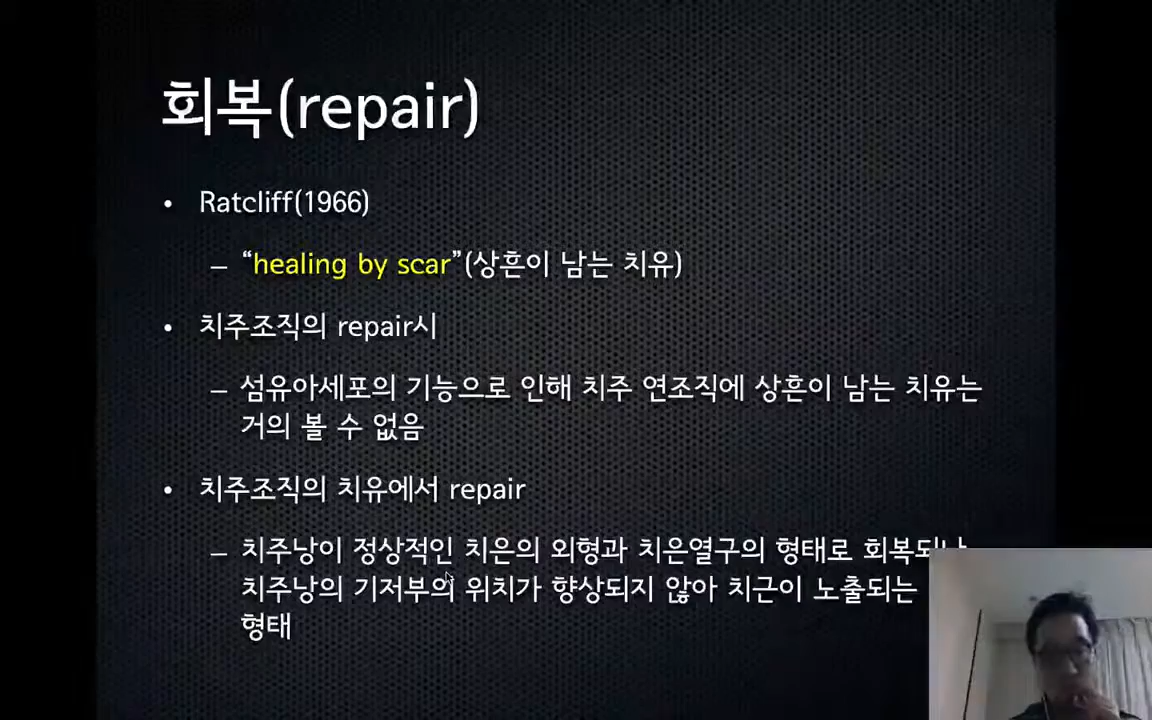 회복(repair)
• Ratcliff(1966)
– “healing by scar”(상흔이 남는 치유)
• 치주조직의 repair시
– 섬유아세포의 기능으로 인해 치주 연조직에 상흔이 남는 치유는
거의 볼 수 없음
• 치주조직의 치유에서 repair
– 치주낭이 정상적인 치은의 외형과 치은열구의 형태로 회복되나
치주낭의 기저부의 위치가 향상되지 않아 치근이 노출되는
형태